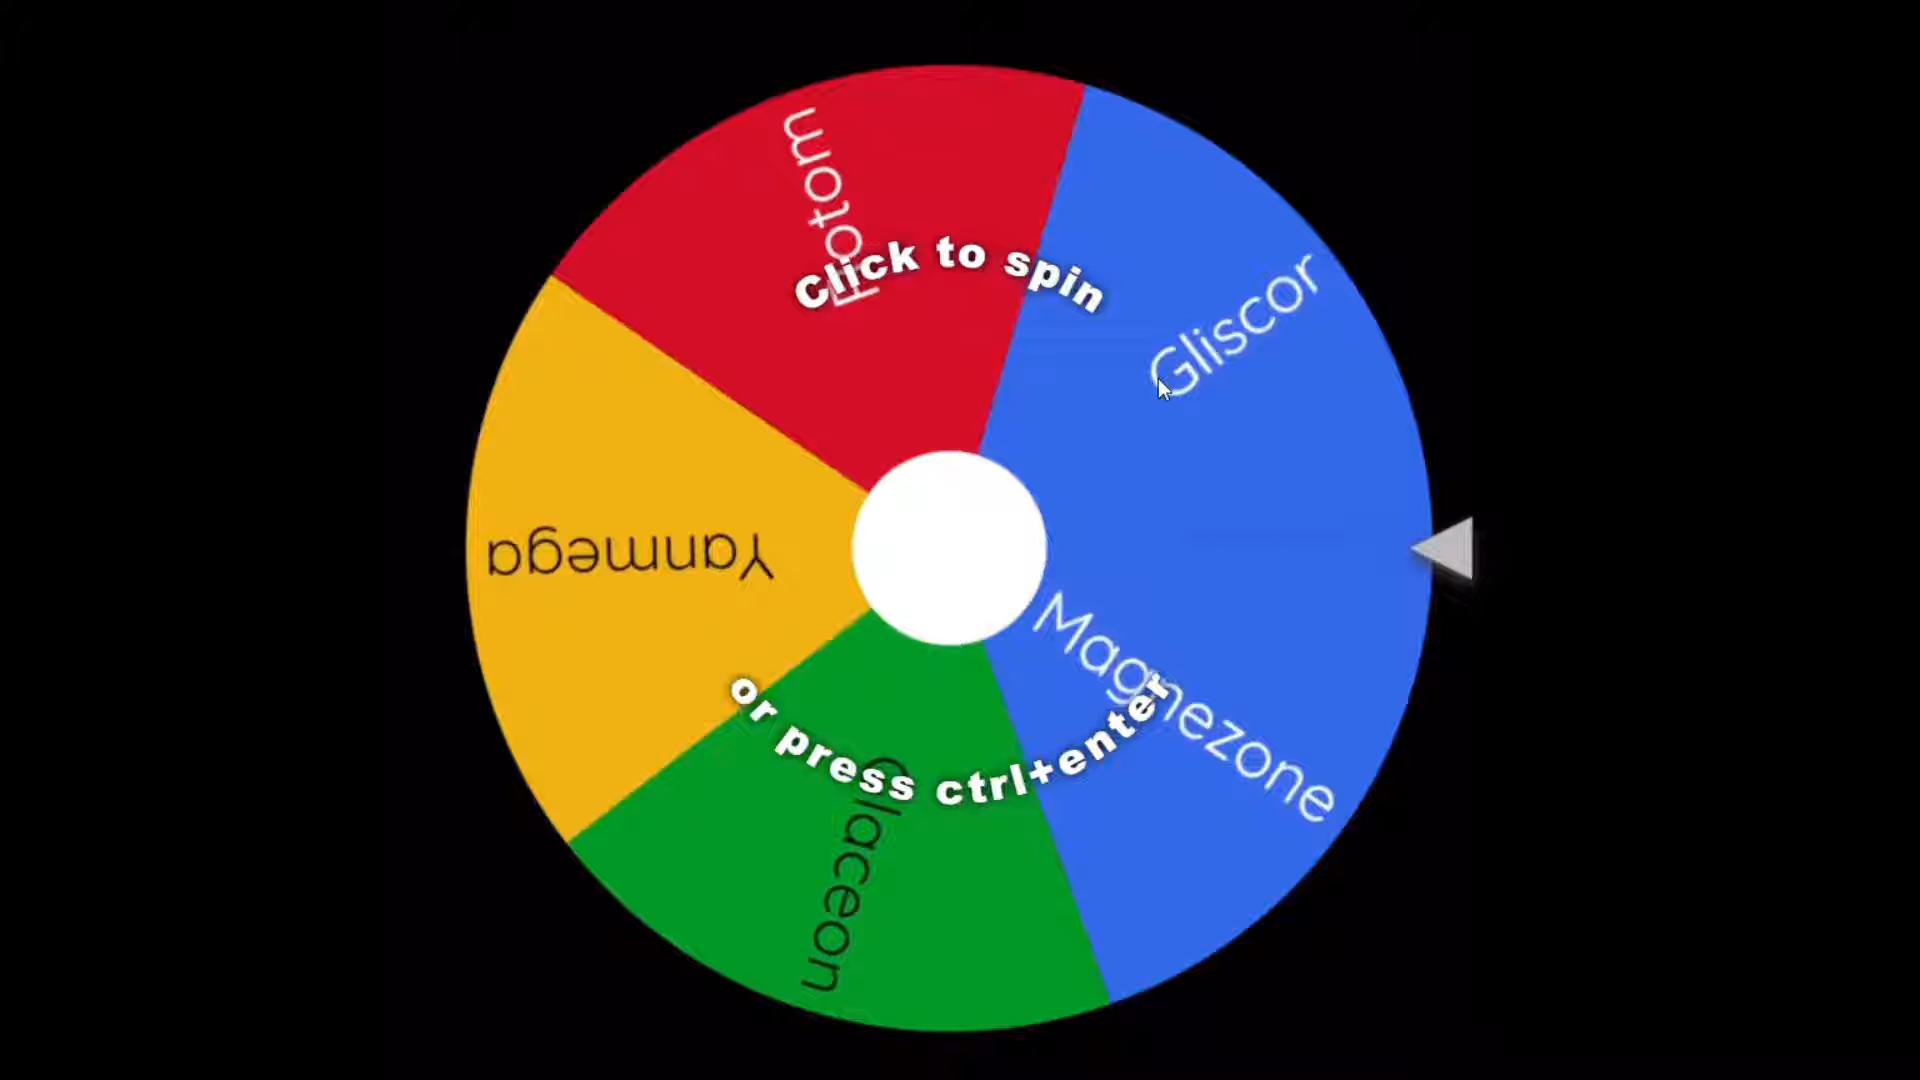 Rotom
Click to spin
Gliscor
Yanmega
Magnezone
or press ctrl+enter
Glaceon